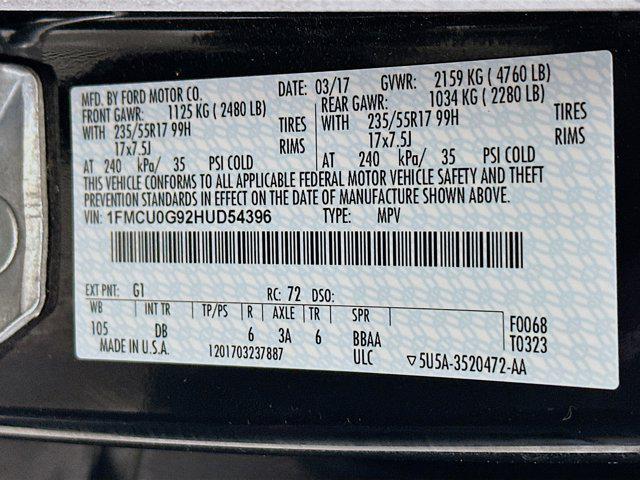 MFD. BY FORD MOTOR CO. DATE: 03/17 GVWR: 2159 KG ( 4760 LB)
FRONT GAWR: 1125 KG ( 2480 LB) REAR GAWR: 1034 KG ( 2280 LB)
WITH 235/55R17 99H TIRES WITH 235/55R17 99H TIRES
17x7.5J RIMS 17x7.5J RIMS
AT 240 kPa/ 35 PSI COLD AT 240 kPa/ 35 PSI COLD
THIS VEHICLE CONFORMS TO ALL APPLICABLE FEDERAL MOTOR VEHICLE SAFETY AND THEFT
PREVENTION STANDARDS IN EFFECT ON THE DATE OF MANUFACTURE SHOWN ABOVE.
VIN: 1FMCU0G92HUD54396 TYPE: MPV
EXT PNT: G1 RC: 72 DSO:
WB INT TR TP/PS R AXLE TR SPR
105 DB 6 3A 6 BBAA F0068
MADE IN U.S.A. 1201703237887 ULC T0323
▽5U5A-3520472-AA